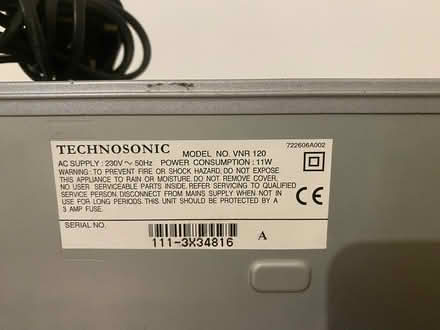 TECHNOSONIC MODEL NO. VNR 120 722606A002
AC SUPPLY : 230V ~ 50Hz POWER CONSUMPTION : 11W
WARNING: TO PREVENT FIRE OR SHOCK HAZARD, DO NOT EXPOSE
THIS APPLIANCE TO RAIN OR MOISTURE. DO NOT REMOVE COVER.
NO USER SERVICEABLE PARTS INSIDE. REFER SERVICING TO QUALIFIED
SERVICE PERSON. DISCONNECT FROM MAINS SUPPLY WHEN NOT IN
USE FOR LONG PERIODS. THIS UNIT SHOULD BE PROTECTED BY A
3 AMP FUSE.
CE
SERIAL NO.
111-3X34816 A